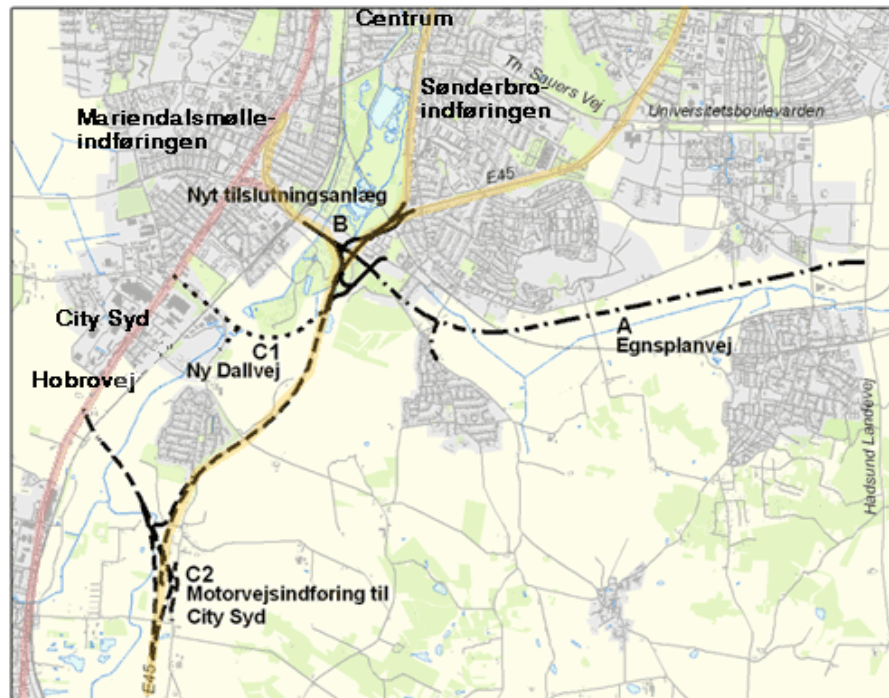 Centrum
Sønderbro-
indføringen
Th. Sauers Vej
Universitetsboulevarden
Mariendalsmølle-
indføringen
E45
Nyt tilslutningsanlæg
B
City Syd
C1
Ny Dallvej
A
Egnsplanvej
Hobrovej
Hadsund Landevej
C2
Motorvejsindføring til
City Syd
E45